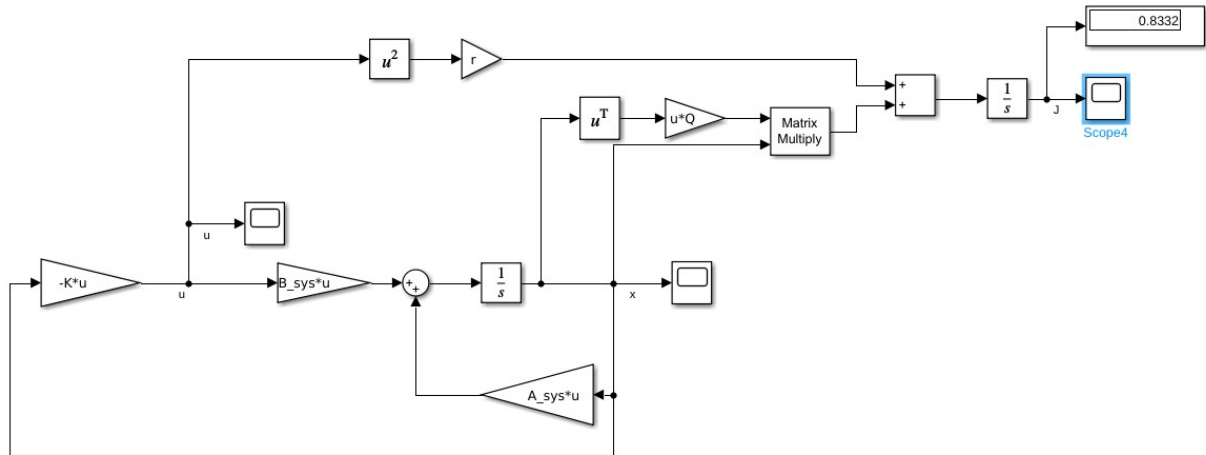 0.8332
u²
r
+
+
1
s
J
Scope4
uᵀ
u*Q
Matrix
Multiply
u
-K*u
u
B_sys*u
+
+
1
s
x
A_sys*u